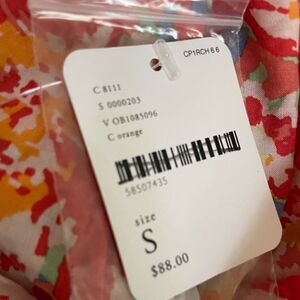 CP1RCH 6 6
C 8111
S 0000203
V OB1085096
C orange
58507435
size
S
$88.00